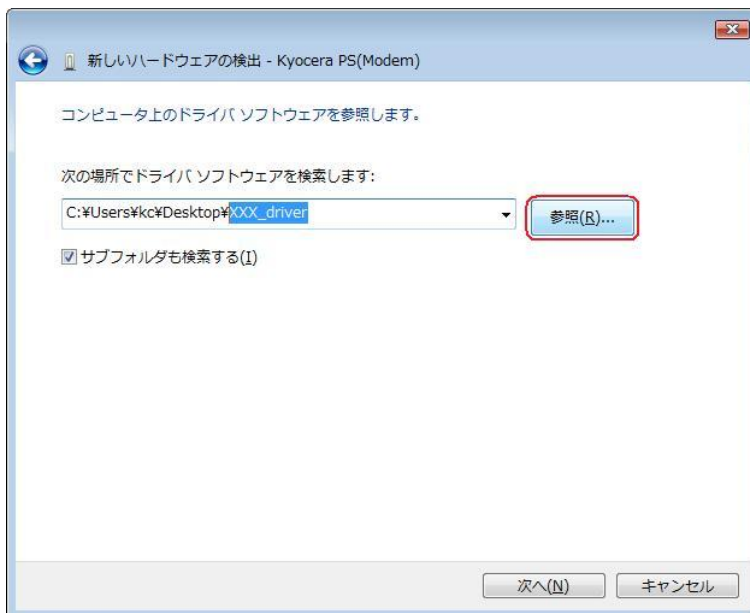 新しいハードウェアの検出 - Kyocera PS(Modem)
コンピュータ上のドライバ ソフトウェアを参照します。
次の場所でドライバ ソフトウェアを検索します:
C:¥Users¥kc¥Desktop¥XXX_driver
参照(R)...
サブフォルダも検索する(I)
次へ(N)
キャンセル